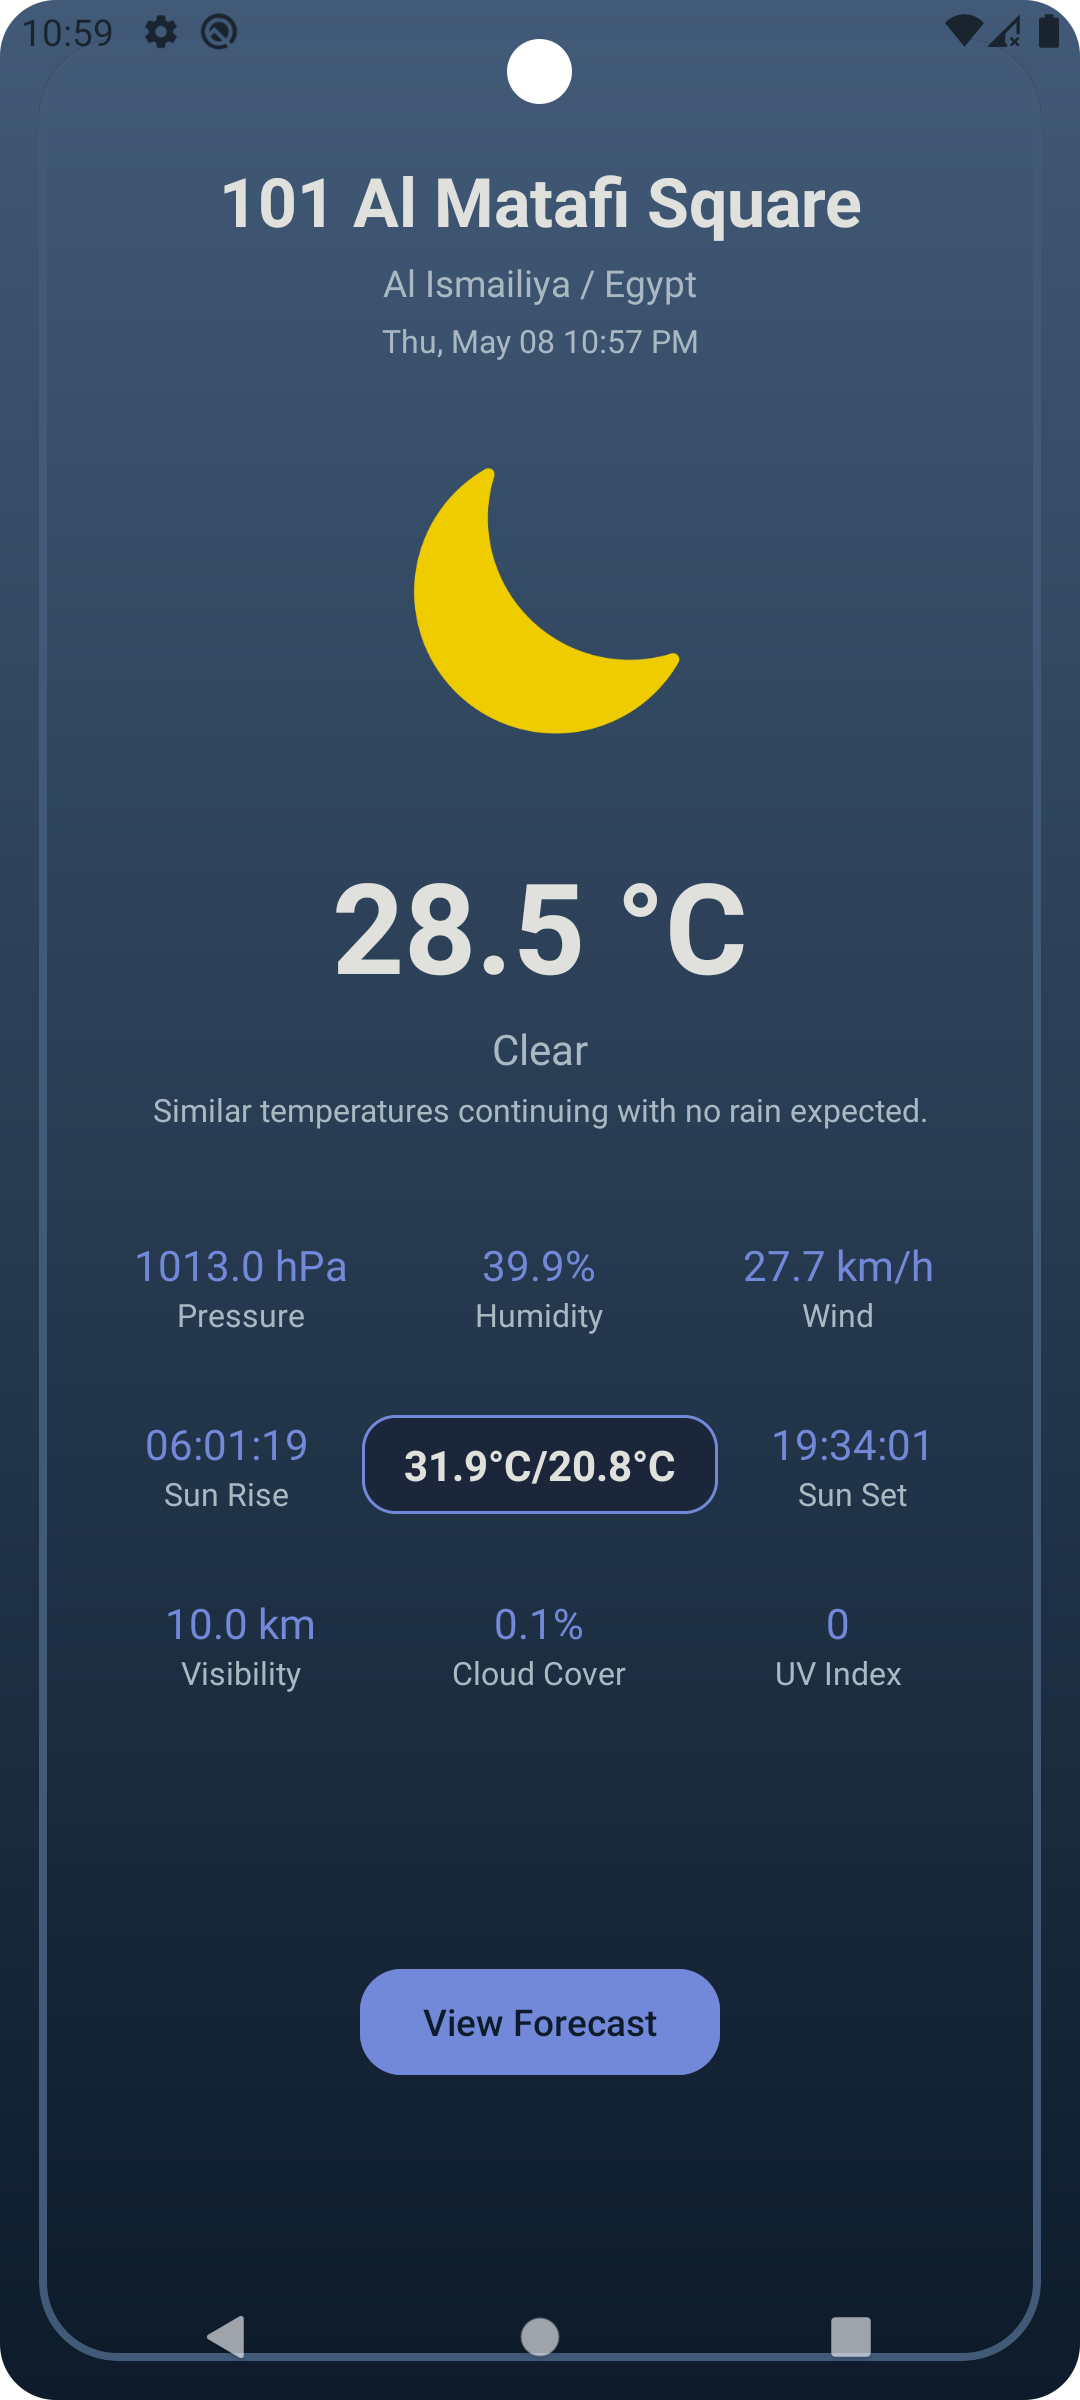 10:59
101 Al Matafi Square
Al Ismailiya / Egypt
Thu, May 08 10:57 PM
28.5 °C
Clear
Similar temperatures continuing with no rain expected.
1013.0 hPa 39.9% 27.7 km/h
Pressure Humidity Wind
06:01:19 31.9°C/20.8°C 19:34:01
Sun Rise Sun Set
10.0 km 0.1% 0
Visibility Cloud Cover UV Index
View Forecast